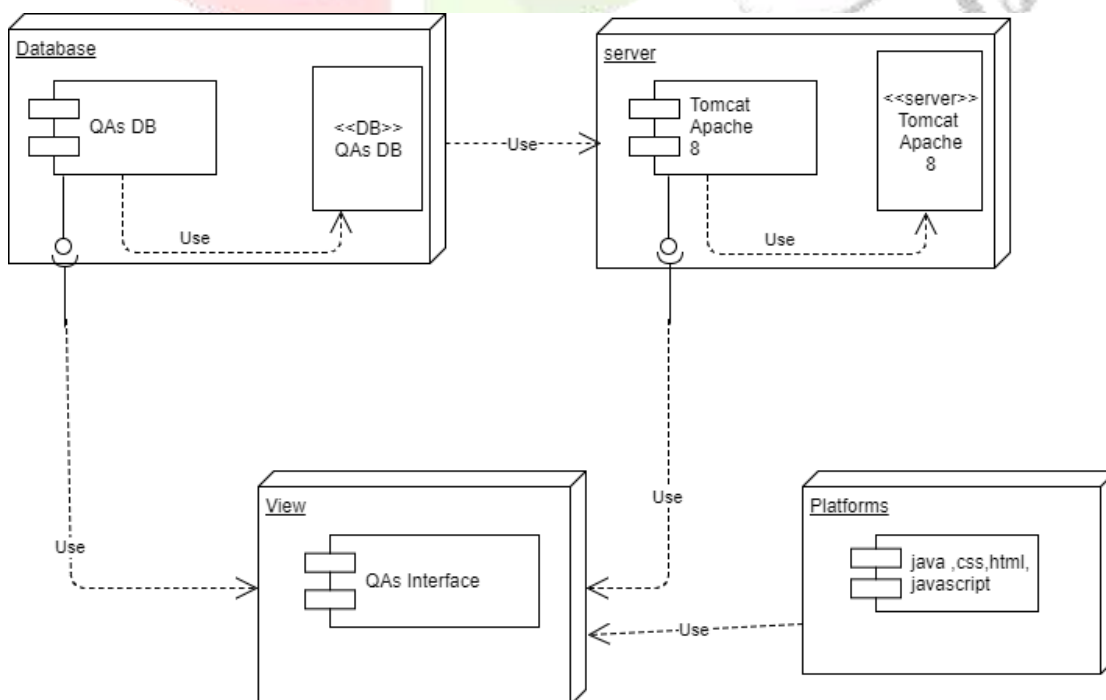 Database
QAs DB
<<DB>>
QAs DB
Use
Use
server
Tomcat
Apache
8
<<server>>
Tomcat
Apache
8
Use
Use
Use
View
QAs Interface
Use
Platforms
java ,css,html,
javascript
Use